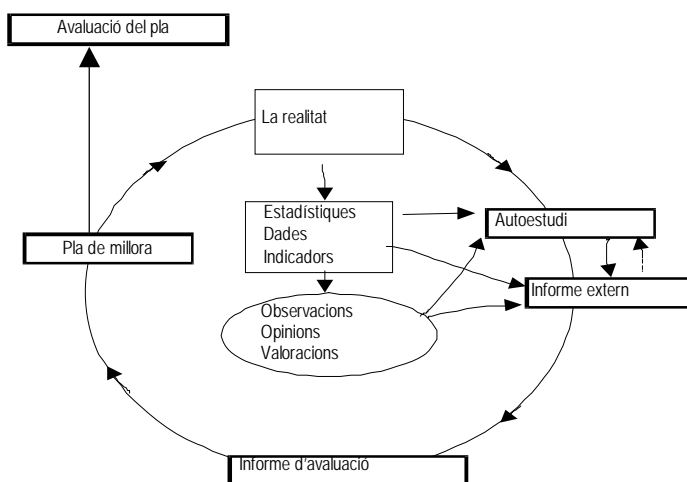 Avaluació del pla
La realitat
Estadístiques
Dades
Indicadors
Autoestudi
Pla de millora
Informe extern
Observacions
Opinions
Valoracions
Informe d'avaluació